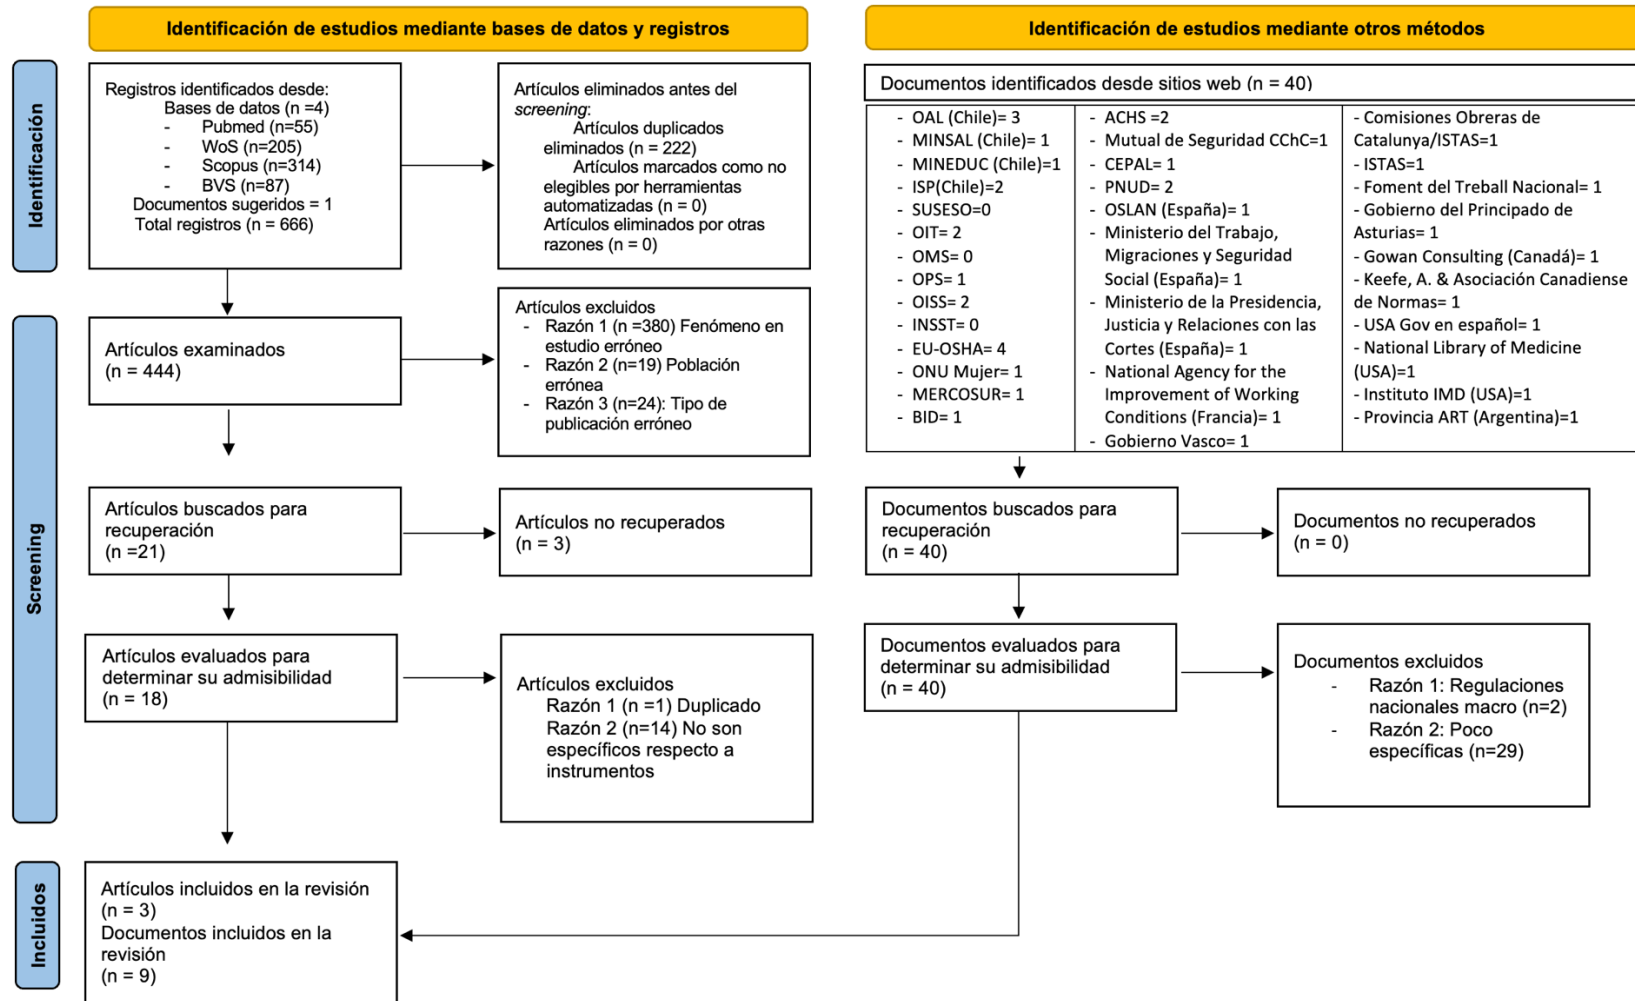 Identificación de estudios mediante bases de datos y registros
Identificación de estudios mediante otros métodos
Identificación
Registros identificados desde:
Bases de datos (n =4)
- Pubmed (n=55)
- WoS (n=205)
- Scopus (n=314)
- BVS (n=87)
Documentos sugeridos = 1
Total registros (n = 666)
Artículos eliminados antes del
screening:
Artículos duplicados
eliminados (n = 222)
Artículos marcados como no
elegibles por herramientas
automatizadas (n = 0)
Artículos eliminados por otras
razones (n = 0)
Documentos identificados desde sitios web (n = 40)
- OAL (Chile) = 3
- MINSAL (Chile)= 1
- MINEDUC (Chile)=1
- ISP(Chile)=2
- SUSESO=0
- OIT= 2
- OMS= 0
- OPS= 1
- OISS= 2
- INSST= 0
- EU-OSHA= 4
- ONU Mujer= 1
- MERCOSUR= 1
- BID= 1
- ACHS =2
- Mutual de Seguridad CChC=1
- CEPAL= 1
- PNUD= 2
- OSLAN (España)= 1
- Ministerio del Trabajo,
Migraciones y Seguridad
Social (España)= 1
- Ministerio de la Presidencia,
Justicia y Relaciones con las
Cortes (España)= 1
- National Agency for the
Improvement of Working
Conditions (Francia)= 1
- Gobierno Vasco= 1
- Comisiones Obreras de
Catalunya/ISTAS=1
- ISTAS=1
- Foment del Treball Nacional= 1
- Gobierno del Principado de
Asturias= 1
- Gowan Consulting (Canadá)= 1
- Keefe, A. & Asociación Canadiense
de Normas= 1
- USA Gov en español= 1
- National Library of Medicine
(USA)=1
- Instituto IMD (USA)=1
- Provincia ART (Argentina)=1
Screening
Artículos examinados
(n = 444)
Artículos excluidos
- Razón 1 (n =380) Fenómeno en
estudio erróneo
- Razón 2 (n=19) Población
errónea
- Razón 3 (n=24): Tipo de
publicación erróneo
Artículos buscados para
recuperación
(n =21)
Artículos no recuperados
(n = 3)
Documentos buscados para
recuperación
(n = 40)
Documentos no recuperados
(n = 0)
Artículos evaluados para
determinar su admisibilidad
(n = 18)
Artículos excluidos
Razón 1 (n =1) Duplicado
Razón 2 (n=14) No son
específicos respecto a
instrumentos
Documentos evaluados para
determinar su admisibilidad
(n = 40)
Documentos excluidos
- Razón 1: Regulaciones
nacionales macro (n=2)
- Razón 2: Poco
específicas (n=29)
Incluidos
Artículos incluidos en la revisión
(n = 3)
Documentos incluidos en la
revisión
(n = 9)